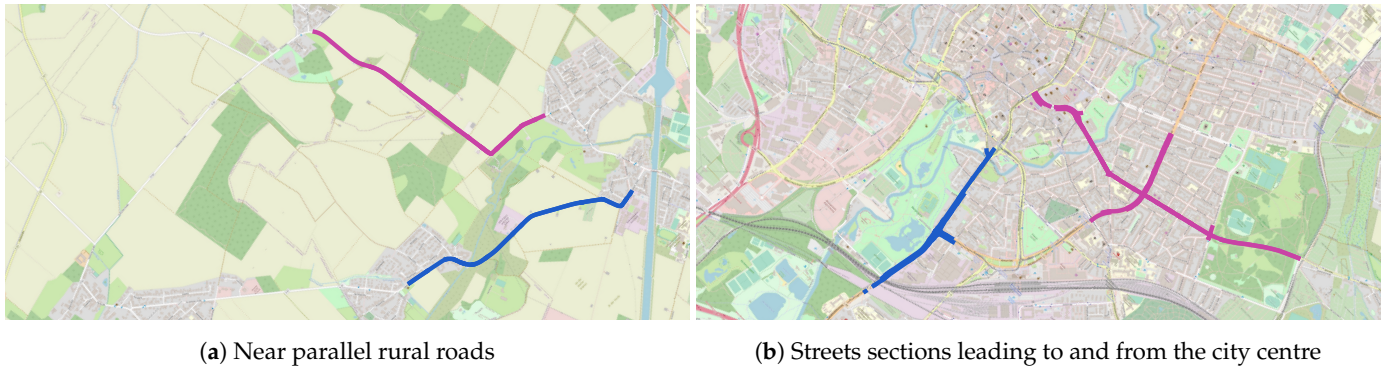 (a) Near parallel rural roads
(b) Streets sections leading to and from the city centre